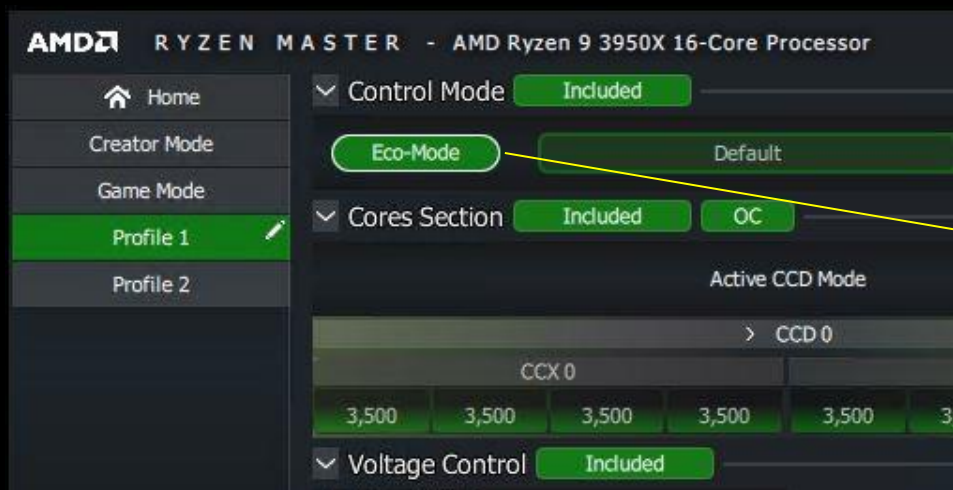 AMD RYZEN MASTER - AMD Ryzen 9 3950X 16-Core Processor
Home
Creator Mode
Game Mode
Profile 1
Profile 2
Control Mode Included
Eco-Mode Default
Cores Section Included OC
Active CCD Mode
CCD 0
CCX 0
3,500 3,500 3,500 3,500 3,500
Voltage Control Included